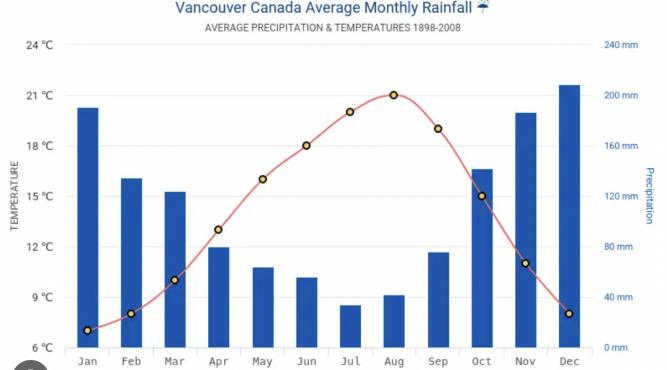 Vancouver Canada Average Monthly Rainfall ☔
AVERAGE PRECIPITATION & TEMPERATURES 1898-2008
24 °C
21 °C
18 °C
15 °C
12 °C
9 °C
6 °C
TEMPERATURE
240 mm
200 mm
160 mm
120 mm
80 mm
40 mm
0 mm
Precipitation
Jan Feb Mar Apr May Jun Jul Aug Sep Oct Nov Dec